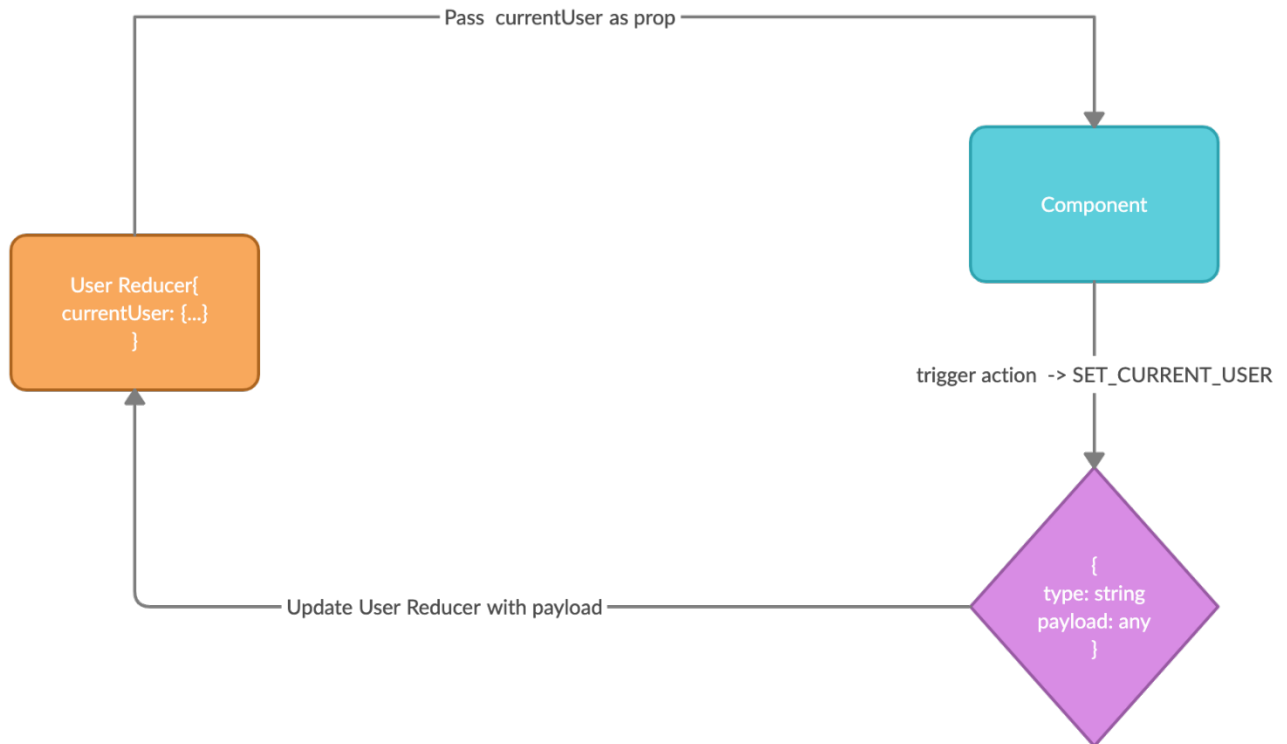 Pass  currentUser as prop
Component
User Reducer{
currentUser: {...}
}
trigger action  -> SET_CURRENT_USER
{
type: string
payload: any
}
Update User Reducer with payload